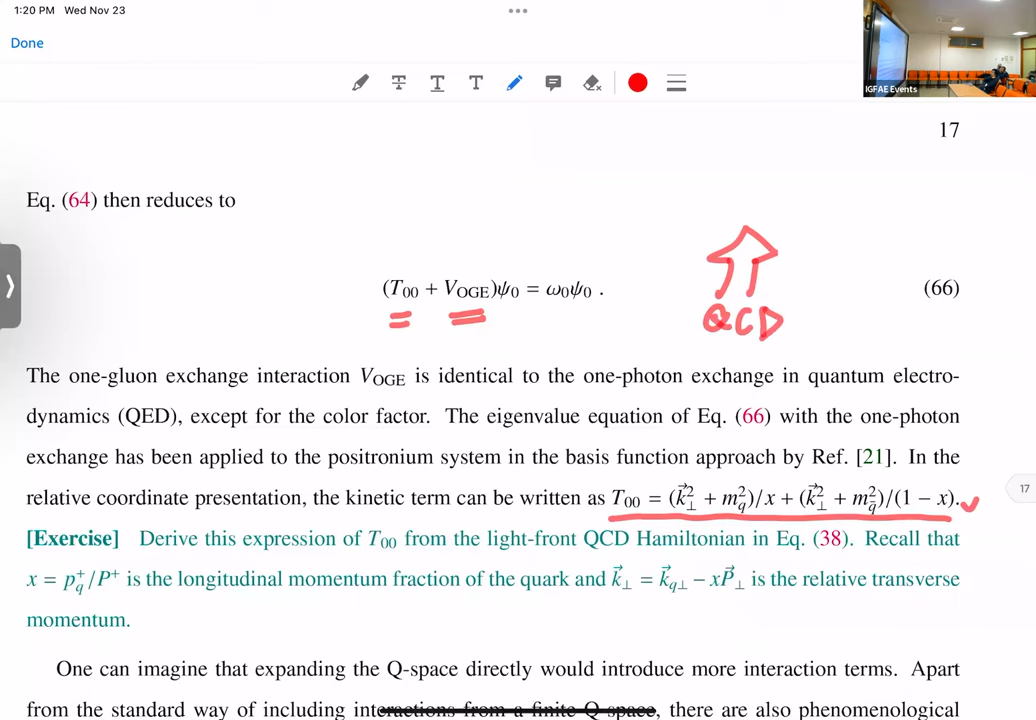 1:20 PM Wed Nov 23
Done
IGFAE Events
17
Eq. (64) then reduces to
(T₀₀ + V_OGE)ψ₀ = ω₀ψ₀ . (66)
QCD
The one-gluon exchange interaction V_OGE is identical to the one-photon exchange in quantum electro-
dynamics (QED), except for the color factor. The eigenvalue equation of Eq. (66) with the one-photon
exchange has been applied to the positronium system in the basis function approach by Ref. [21]. In the
relative coordinate presentation, the kinetic term can be written as T₀₀ = (k⃗²_⊥ + m²_q)/x + (k⃗²_⊥ + m²_q̄)/(1 − x).
17
[Exercise] Derive this expression of T₀₀ from the light-front QCD Hamiltonian in Eq. (38). Recall that
x = p⁺_q/P⁺ is the longitudinal momentum fraction of the quark and k⃗_⊥ = k⃗_q⊥ − xP⃗_⊥ is the relative transverse
momentum.
One can imagine that expanding the Q-space directly would introduce more interaction terms. Apart
from the standard way of including interactions from a finite Q space, there are also phenomenological